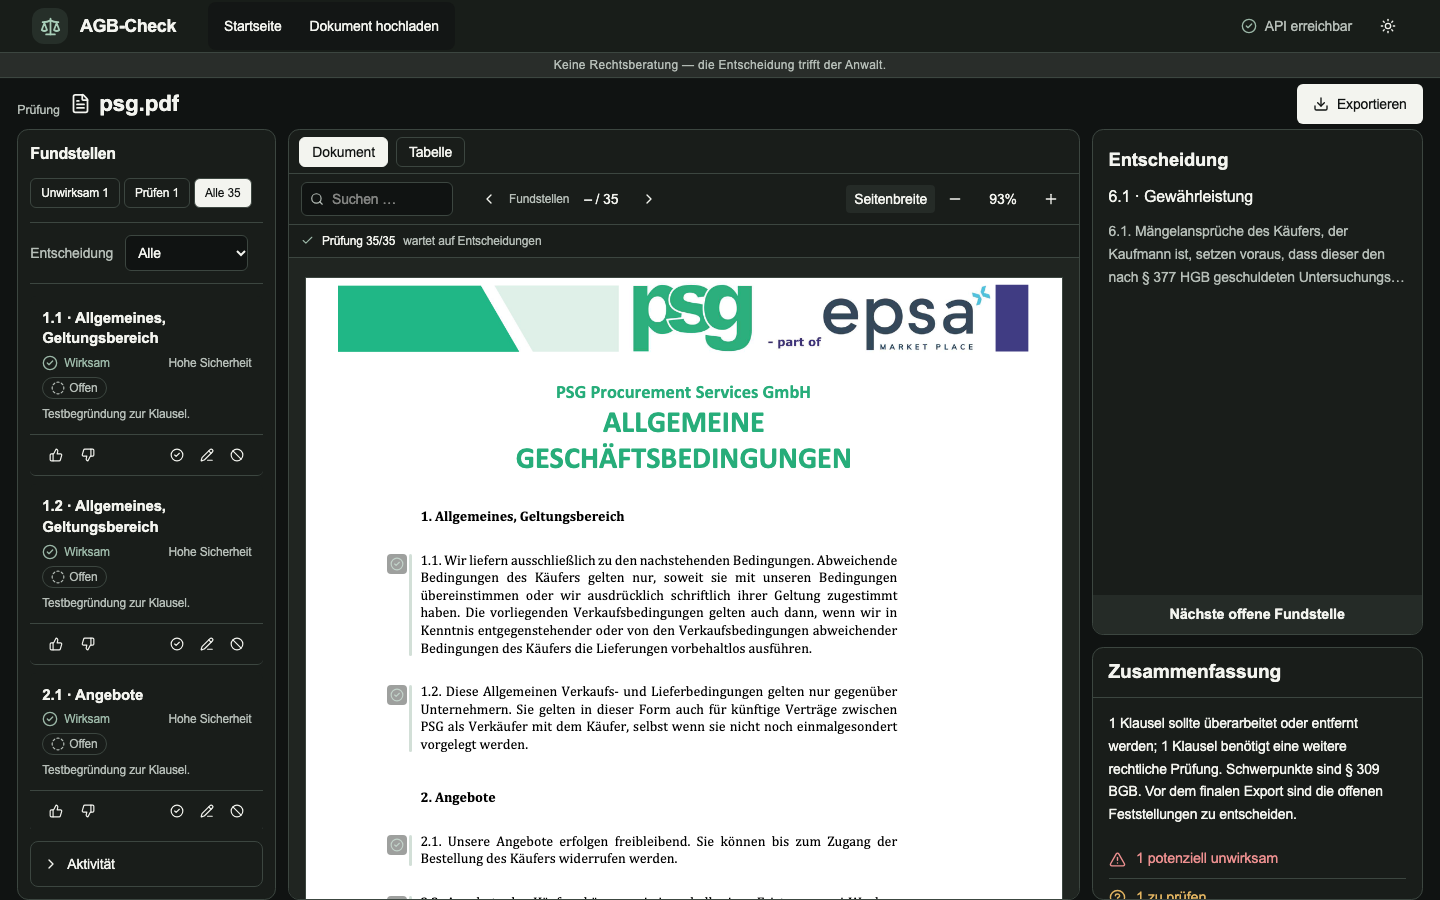 AGB-Check
Startseite
Dokument hochladen
API erreichbar
Keine Rechtsberatung — die Entscheidung trifft der Anwalt.
Prüfung
psg.pdf
Exportieren
Fundstellen
Unwirksam 1
Prüfen 1
Alle 35
Entscheidung
Alle
1.1 · Allgemeines,
Geltungsbereich
Wirksam
Hohe Sicherheit
Offen
Testbegründung zur Klausel.
1.2 · Allgemeines,
Geltungsbereich
Wirksam
Hohe Sicherheit
Offen
Testbegründung zur Klausel.
2.1 · Angebote
Wirksam
Hohe Sicherheit
Offen
Testbegründung zur Klausel.
Aktivität
Dokument
Tabelle
Suchen ...
Fundstellen
– / 35
Seitenbreite
93%
Prüfung 35/35 wartet auf Entscheidungen
psg
- part of
epsa
MARKET PLACE
PSG Procurement Services GmbH
ALLGEMEINE
GESCHÄFTSBEDINGUNGEN
1. Allgemeines, Geltungsbereich
1.1. Wir liefern ausschließlich zu den nachstehenden Bedingungen. Abweichende
Bedingungen des Käufers gelten nur, soweit sie mit unseren Bedingungen
übereinstimmen oder wir ausdrücklich schriftlich ihrer Geltung zugestimmt
haben. Die vorliegenden Verkaufsbedingungen gelten auch dann, wenn wir in
Kenntnis entgegenstehender oder von den Verkaufsbedingungen abweichender
Bedingungen des Käufers die Lieferungen vorbehaltlos ausführen.
1.2. Diese Allgemeinen Verkaufs- und Lieferbedingungen gelten nur gegenüber
Unternehmern. Sie gelten in dieser Form auch für künftige Verträge zwischen
PSG als Verkäufer mit dem Käufer, selbst wenn sie nicht noch einmalgesondert
vorgelegt werden.
2. Angebote
2.1. Unsere Angebote erfolgen freibleibend. Sie können bis zum Zugang der
Bestellung des Käufers widerrufen werden.
Entscheidung
6.1 · Gewährleistung
6.1. Mängelansprüche des Käufers, der
Kaufmann ist, setzen voraus, dass dieser den
nach § 377 HGB geschuldeten Untersuchungs...
Nächste offene Fundstelle
Zusammenfassung
1 Klausel sollte überarbeitet oder entfernt
werden; 1 Klausel benötigt eine weitere
rechtliche Prüfung. Schwerpunkte sind § 309
BGB. Vor dem finalen Export sind die offenen
Feststellungen zu entscheiden.
1 potenziell unwirksam
1 zu prüfen